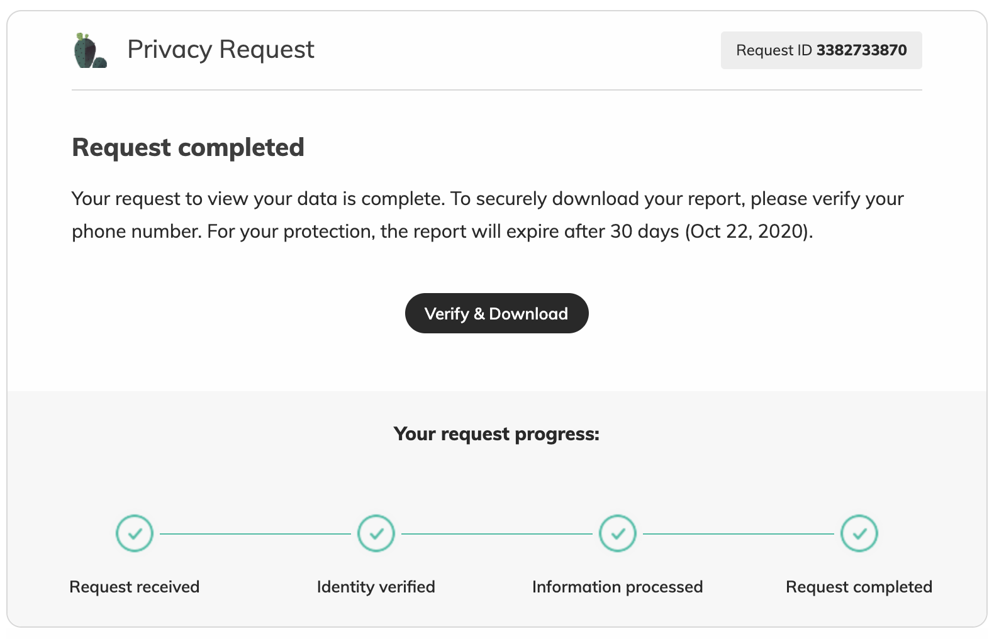 Privacy Request
Request ID 3382733870
Request completed
Your request to view your data is complete. To securely download your report, please verify your
phone number. For your protection, the report will expire after 30 days (Oct 22, 2020).
Verify & Download
Your request progress:
Request received
Identity verified
Information processed
Request completed